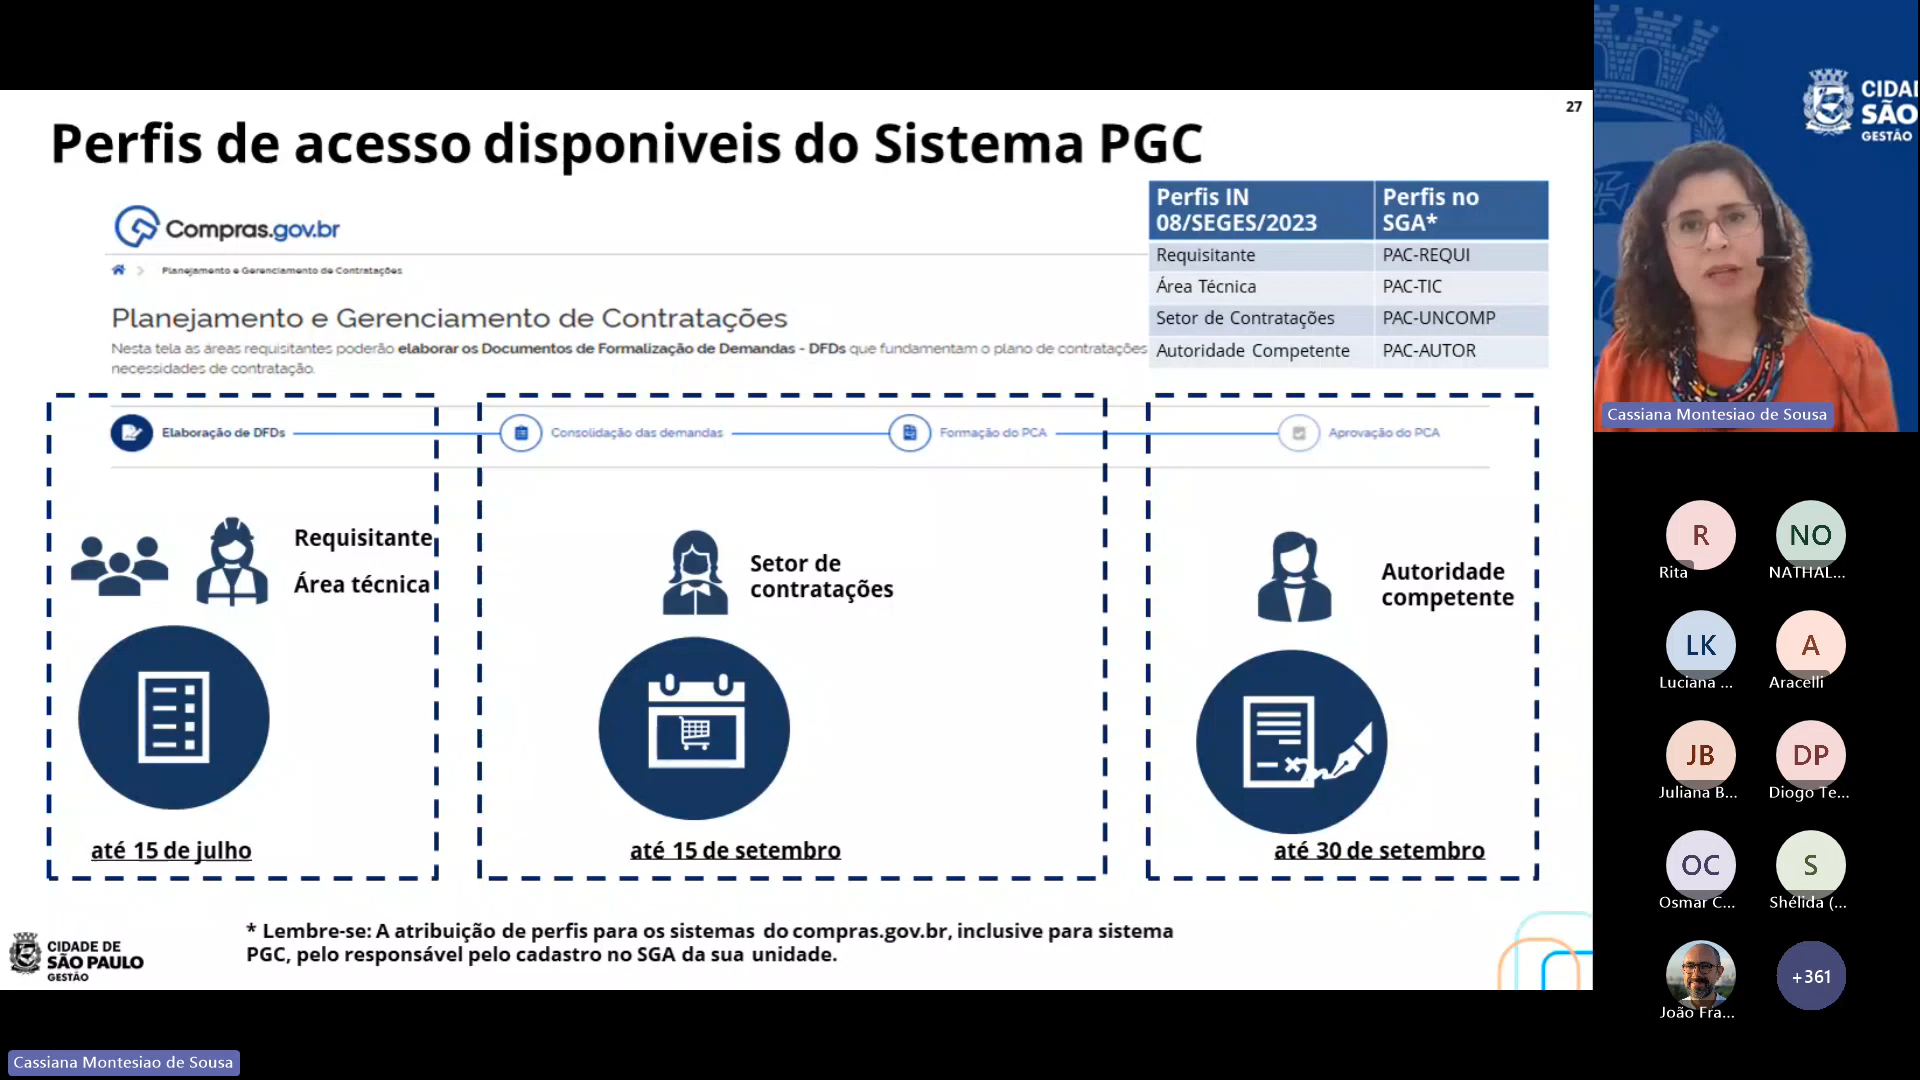 27
Perfis de acesso disponiveis do Sistema PGC
Compras.gov.br
Planejamento e Gerenciamento de Contratações
Planejamento e Gerenciamento de Contratações
Nesta tela as áreas requisitantes poderão elaborar os Documentos de Formalização de Demandas - DFDs que fundamentam o plano de contratações
necessidades de contratação.
Perfis IN
08/SEGES/2023
Perfis no
SGA*
Requisitante PAC-REQUI
Área Técnica PAC-TIC
Setor de Contratações PAC-UNCOMP
Autoridade Competente PAC-AUTOR
Elaboração de DFDs
Consolidação das demandas
Formação do PCA
Aprovação do PCA
Requisitante
Área técnica
até 15 de julho
Setor de
contratações
até 15 de setembro
Autoridade
competente
até 30 de setembro
* Lembre-se: A atribuição de perfis para os sistemas do compras.gov.br, inclusive para sistema
PGC, pelo responsável pelo cadastro no SGA da sua unidade.
CIDADE DE
SÃO PAULO
GESTÃO
CIDA
SÃO
GESTÃO
Cassiana Montesiao de Sousa
R
Rita
NO
NATHAL...
LK
Luciana ...
A
Aracelli
JB
Juliana B...
DP
Diogo Te...
OC
Osmar C...
S
Shélida (...
João Fra...
+361
Cassiana Montesiao de Sousa